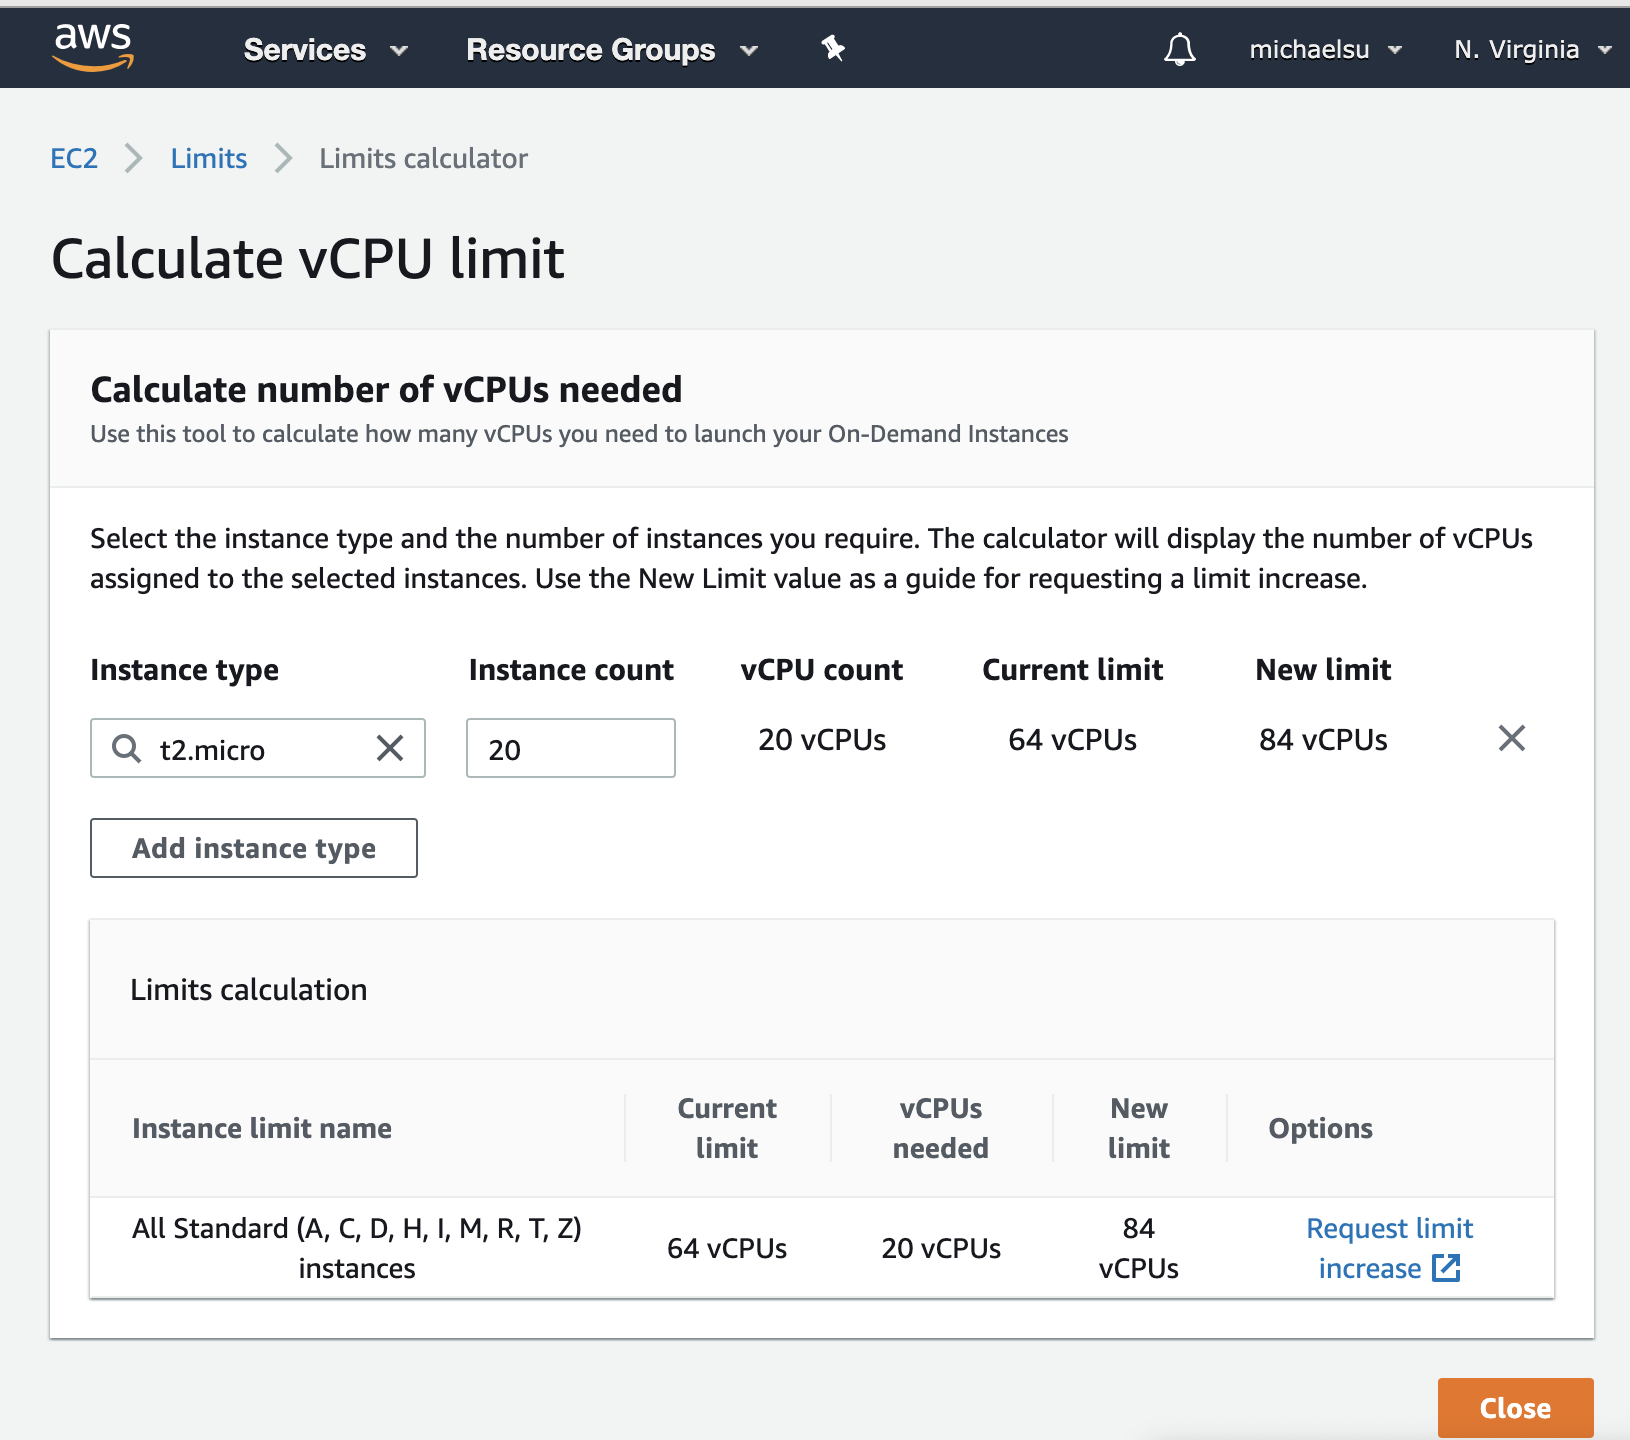 aws Services Resource Groups michaelsu N. Virginia
EC2 Limits Limits calculator
Calculate vCPU limit
Calculate number of vCPUs needed
Use this tool to calculate how many vCPUs you need to launch your On-Demand Instances
Select the instance type and the number of instances you require. The calculator will display the number of vCPUs
assigned to the selected instances. Use the New Limit value as a guide for requesting a limit increase.
Instance type Instance count vCPU count Current limit New limit
t2.micro 20 20 vCPUs 64 vCPUs 84 vCPUs
Add instance type
Limits calculation
Instance limit name
Current
limit
vCPUs
needed
New
limit
Options
All Standard (A, C, D, H, I, M, R, T, Z)
instances
64 vCPUs
20 vCPUs
84
vCPUs
Request limit
increase
Close